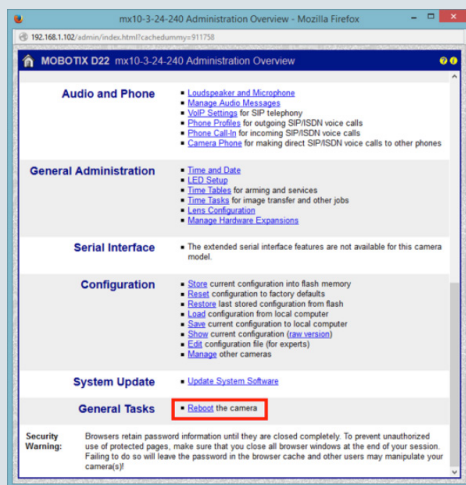 mx10-3-24-240 Administration Overview - Mozilla Firefox
192.168.1.102/admin/index.html?cachedummy=911758
MOBOTIX D22 mx10-3-24-240 Administration Overview
Audio and Phone
Loudspeaker and Microphone
Manage Audio Messages
VoIP Settings for SIP telephony
Phone Profiles for outgoing SIP/ISDN voice calls
Phone Call-In for incoming SIP/ISDN voice calls
Camera Phone for making direct SIP/ISDN voice calls to other phones
General Administration
Time and Date
LED Setup
Time Tables for arming and services
Time Tasks for image transfer and other jobs
Lens Configuration
Manage Hardware Expansions
Serial Interface
The extended serial interface features are not available for this camera
model.
Configuration
Store current configuration into flash memory
Reset configuration to factory defaults
Restore last stored configuration from flash
Load configuration from local computer
Save current configuration to local computer
Show current configuration (raw version)
Edit configuration file (for experts)
Manage other cameras
System Update
Update System Software
General Tasks
Reboot the camera
Security
Warning:
Browsers retain password information until they are closed completely. To prevent unauthorized
use of protected pages, make sure that you close all browser windows at the end of your session.
Failing to do so will leave the password in the browser cache and other users may manipulate your
camera(s)!